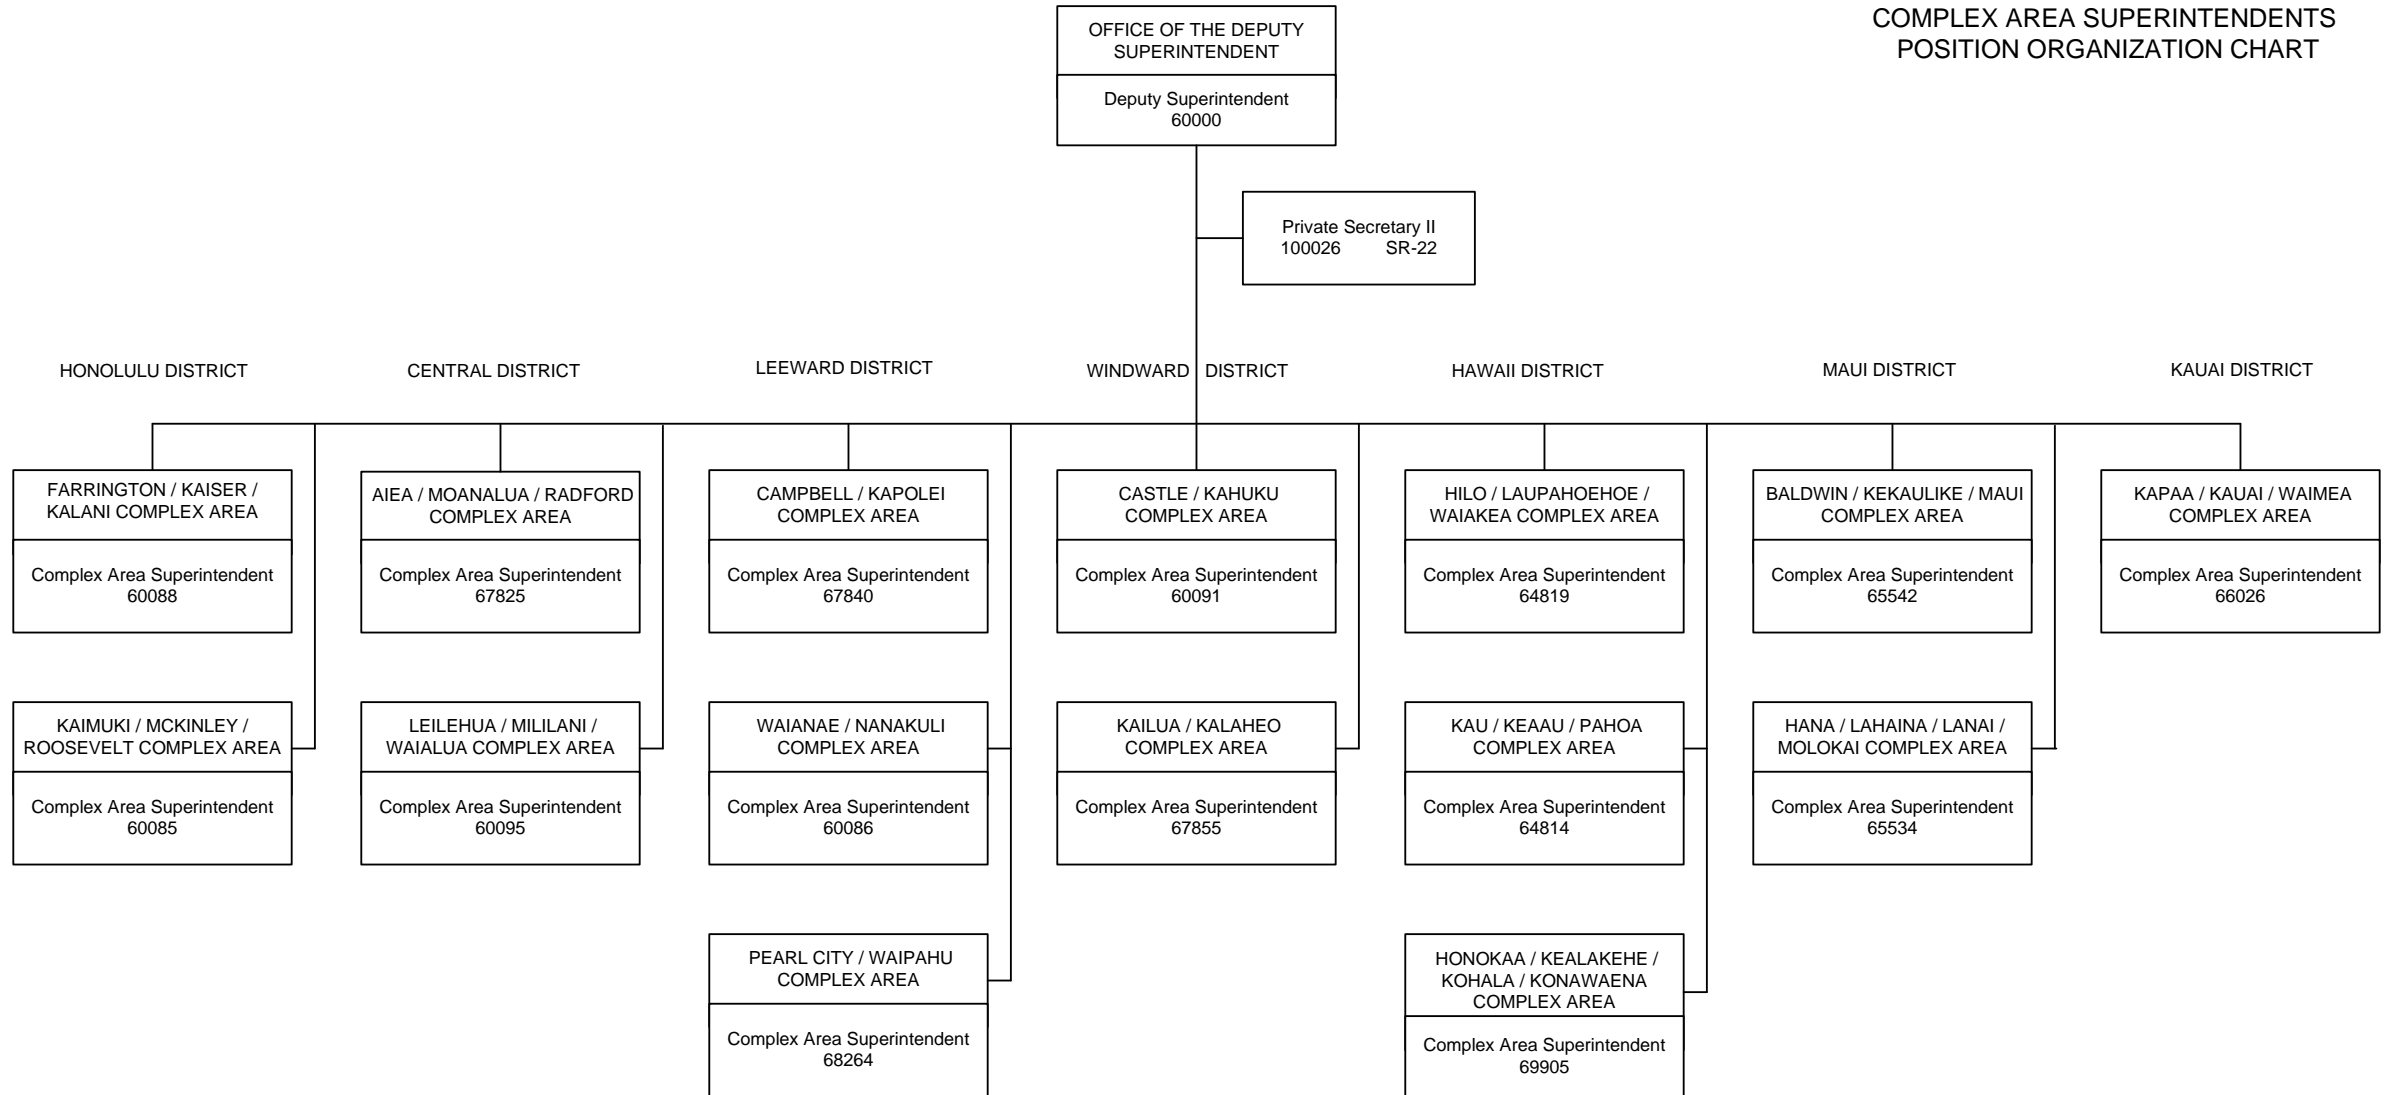 COMPLEX AREA SUPERINTENDENTS
POSITION ORGANIZATION CHART
OFFICE OF THE DEPUTY
SUPERINTENDENT
Deputy Superintendent
60000
Private Secretary II
100026 SR-22
HONOLULU DISTRICT
CENTRAL DISTRICT
LEEWARD DISTRICT
WINDWARD DISTRICT
HAWAII DISTRICT
MAUI DISTRICT
KAUAI DISTRICT
FARRINGTON / KAISER /
KALANI COMPLEX AREA
Complex Area Superintendent
60088
AIEA / MOANALUA / RADFORD
COMPLEX AREA
Complex Area Superintendent
67825
CAMPBELL / KAPOLEI
COMPLEX AREA
Complex Area Superintendent
67840
CASTLE / KAHUKU
COMPLEX AREA
Complex Area Superintendent
60091
HILO / LAUPAHOEHOE /
WAIAKEA COMPLEX AREA
Complex Area Superintendent
64819
BALDWIN / KEKAULIKE / MAUI
COMPLEX AREA
Complex Area Superintendent
65542
KAPAA / KAUAI / WAIMEA
COMPLEX AREA
Complex Area Superintendent
66026
KAIMUKI / MCKINLEY /
ROOSEVELT COMPLEX AREA
Complex Area Superintendent
60085
LEILEHUA / MILILANI /
WAIALUA COMPLEX AREA
Complex Area Superintendent
60095
WAIANAE / NANAKULI
COMPLEX AREA
Complex Area Superintendent
60086
KAILUA / KALAHEO
COMPLEX AREA
Complex Area Superintendent
67855
KAU / KEAAU / PAHOA
COMPLEX AREA
Complex Area Superintendent
64814
HANA / LAHAINA / LANAI /
MOLOKAI COMPLEX AREA
Complex Area Superintendent
65534
PEARL CITY / WAIPAHU
COMPLEX AREA
Complex Area Superintendent
68264
HONOKAA / KEALAKEHE /
KOHALA / KONAWAENA
COMPLEX AREA
Complex Area Superintendent
69905